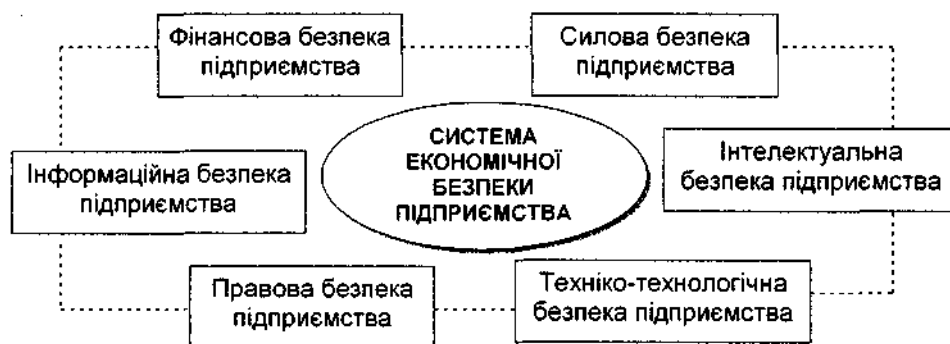 Фінансова безпека
підприємства
Силова безпека
підприємства
Інформаційна безпека
підприємства
СИСТЕМА
ЕКОНОМІЧНОЇ
БЕЗПЕКИ
ПІДПРИЄМСТВА
Інтелектуальна
безпека підприємства
Правова безпека
підприємства
Техніко-технологічна
безпека підприємства